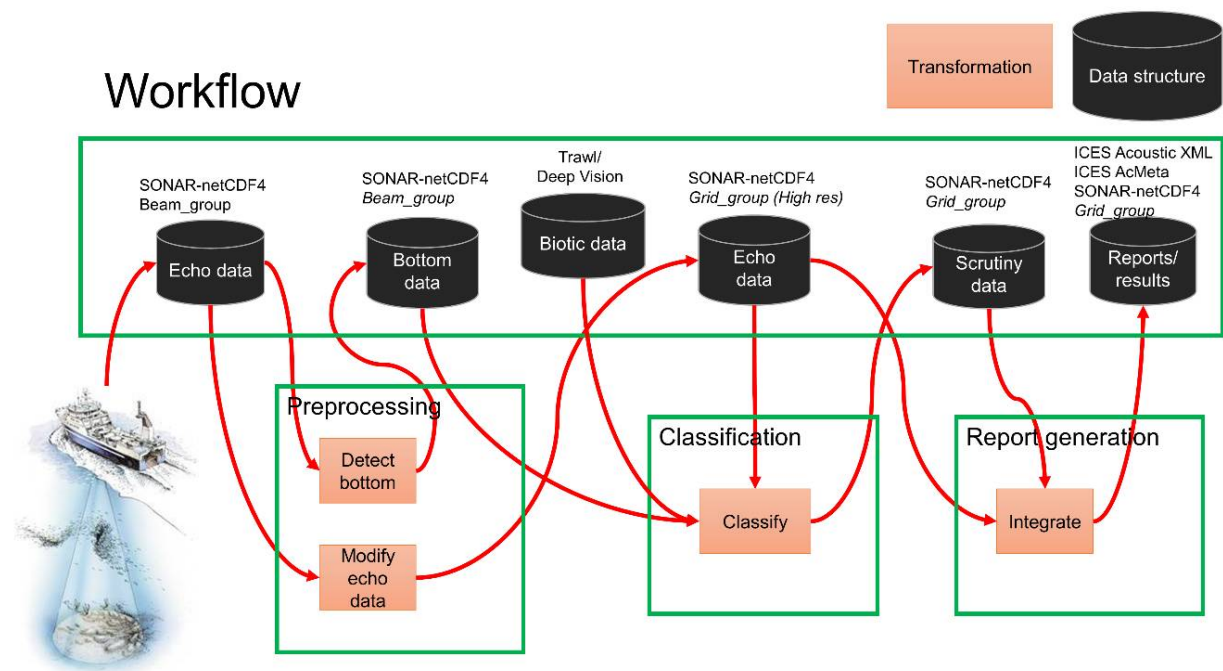 Workflow
Transformation
Data structure
SONAR-netCDF4
Beam_group
Echo data
SONAR-netCDF4
Beam_group
Bottom
data
Trawl/
Deep Vision
Biotic data
SONAR-netCDF4
Grid_group (High res)
Echo
data
SONAR-netCDF4
Grid_group
Scrutiny
data
ICES Acoustic XML
ICES AcMeta
SONAR-netCDF4
Grid_group
Reports/
results
Preprocessing
Detect
bottom
Modify
echo
data
Classification
Classify
Report generation
Integrate